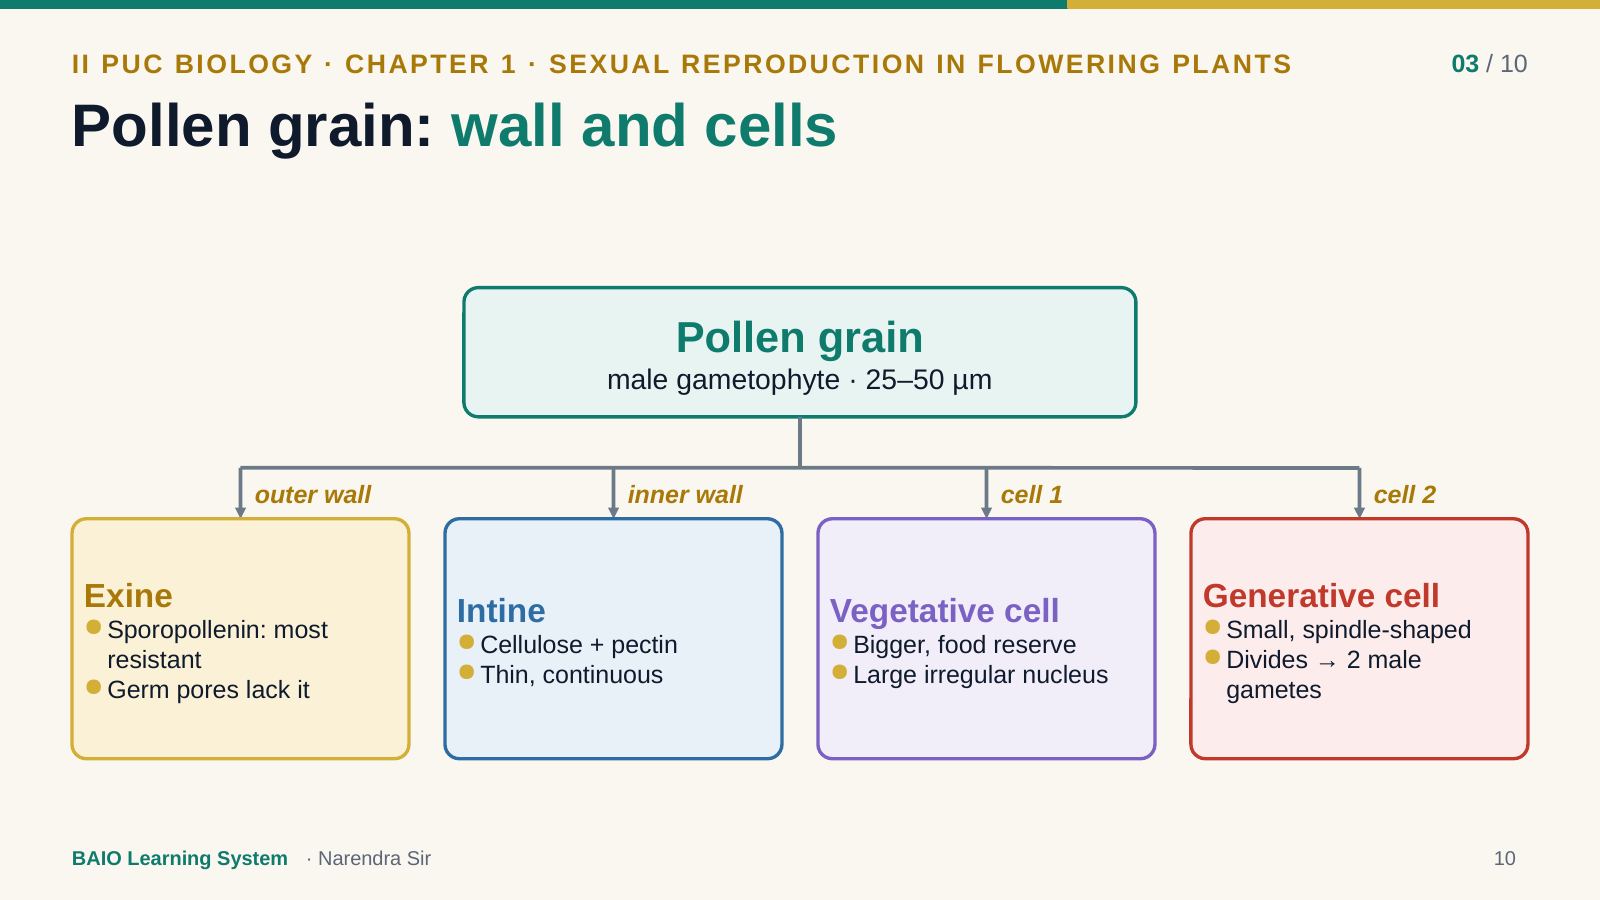 II PUC BIOLOGY · CHAPTER 1 · SEXUAL REPRODUCTION IN FLOWERING PLANTS
03 / 10
Pollen grain: wall and cells
Pollen grain
male gametophyte · 25–50 µm
outer wall
inner wall
cell 1
cell 2
Exine
Sporopollenin: most
resistant
Germ pores lack it
Intine
Cellulose + pectin
Thin, continuous
Vegetative cell
Bigger, food reserve
Large irregular nucleus
Generative cell
Small, spindle-shaped
Divides → 2 male
gametes
BAIO Learning System · Narendra Sir
10